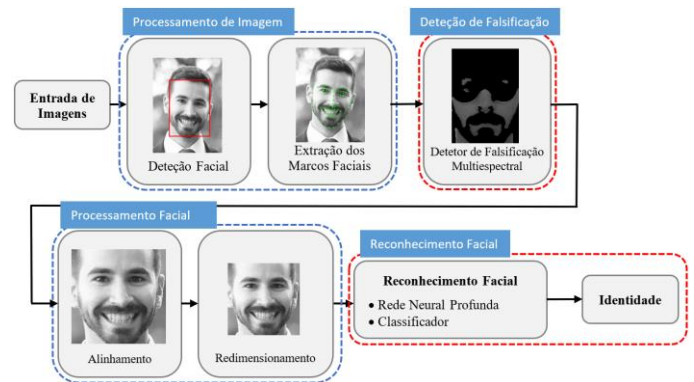 Processamento de Imagem
Deteção de Falsificação
Entrada de
Imagens
Deteção Facial
Extração dos
Marcos Faciais
Detetor de Falsificação
Multiespectral
Processamento Facial
Reconhecimento Facial
Alinhamento
Redimensionamento
Reconhecimento Facial
• Rede Neural Profunda
• Classificador
Identidade